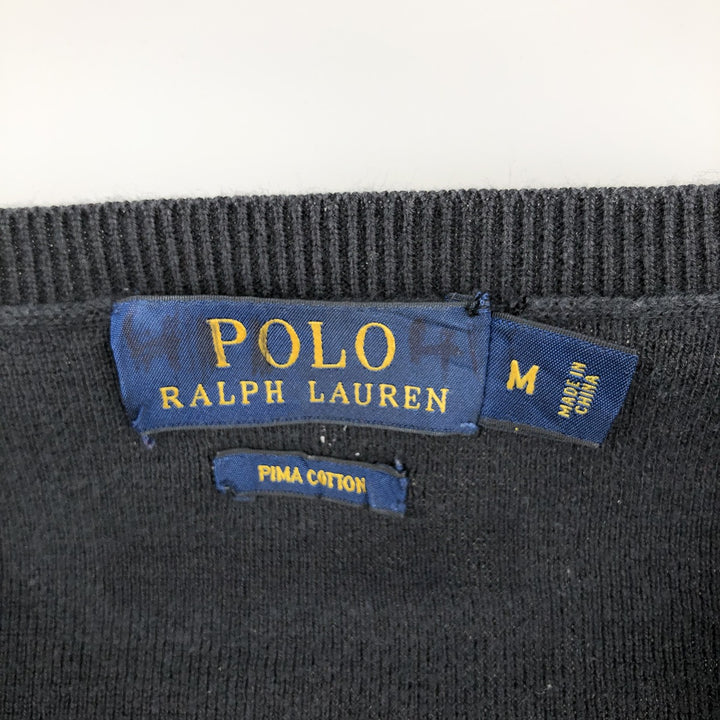 POLO
RALPH LAUREN
M
MADE IN
CHINA
PIMA COTTON